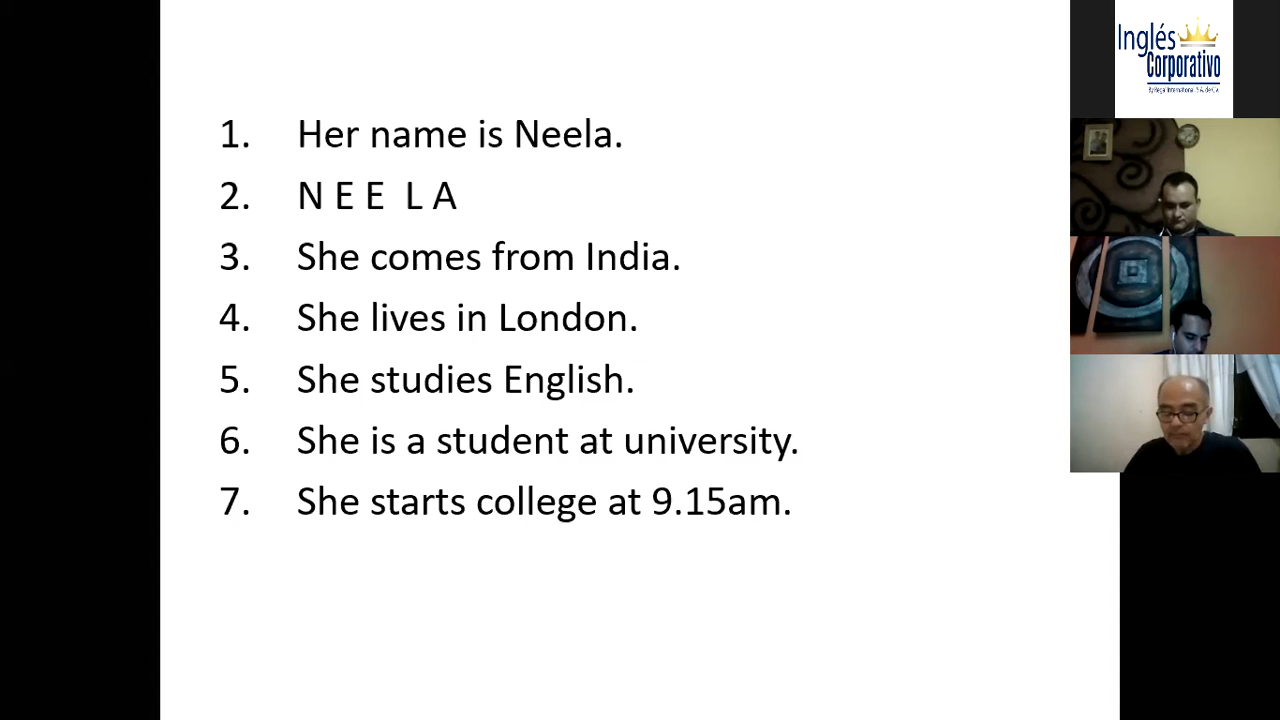 1. Her name is Neela.
2. N E E L A
3. She comes from India.
4. She lives in London.
5. She studies English.
6. She is a student at university.
7. She starts college at 9.15am.
Inglés
Corporativo